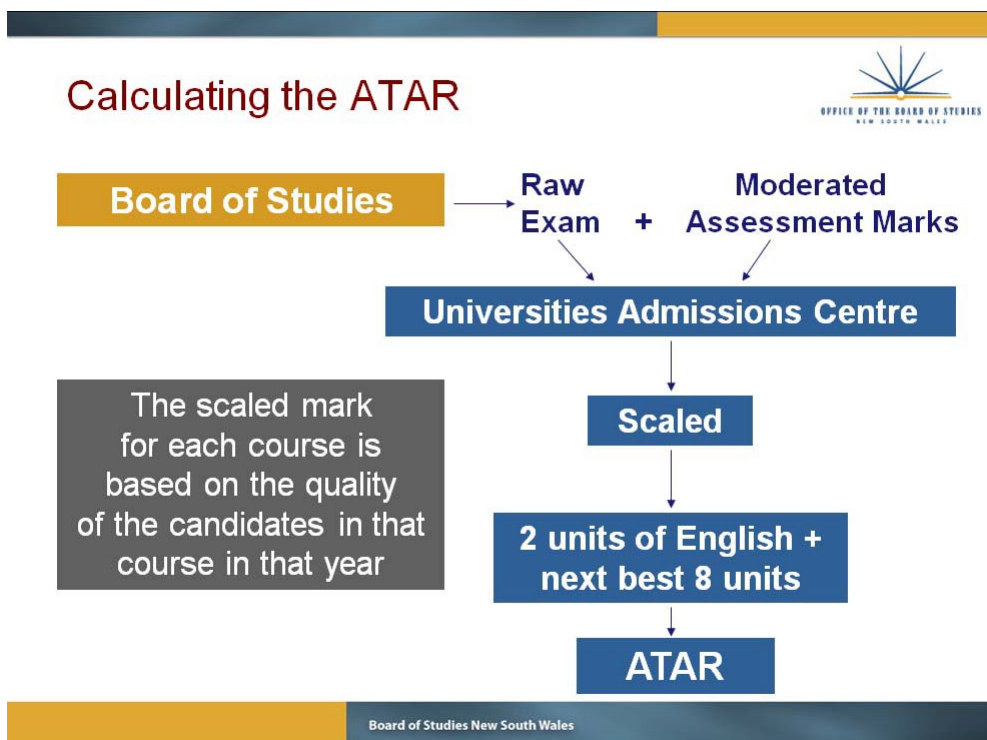 Calculating the ATAR
OFFICE OF THE BOARD OF STUDIES
NEW SOUTH WALES
Board of Studies
Raw
Exam
+
Moderated
Assessment Marks
Universities Admissions Centre
The scaled mark
for each course is
based on the quality
of the candidates in that
course in that year
Scaled
2 units of English +
next best 8 units
ATAR
Board of Studies New South Wales